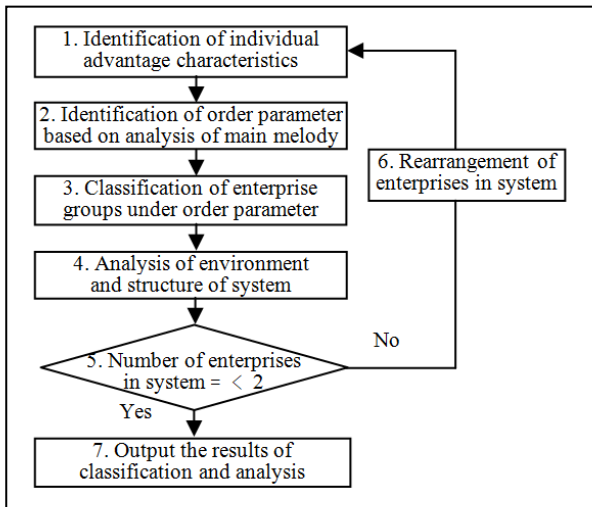 1. Identification of individual
advantage characteristics
2. Identification of order parameter
based on analysis of main melody
3. Classification of enterprise
groups under order parameter
4. Analysis of environment
and structure of system
5. Number of enterprises
in system = < 2
No
Yes
6. Rearrangement of
enterprises in system
7. Output the results of
classification and analysis